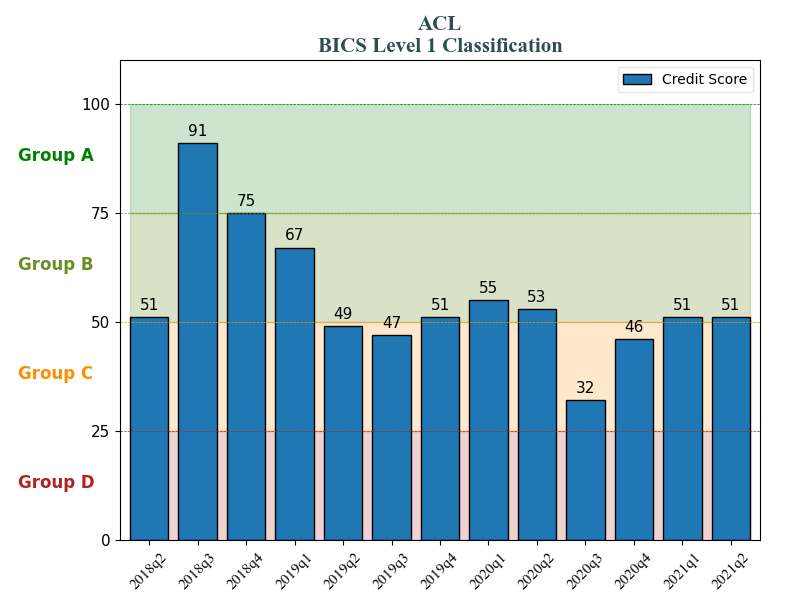 ACL
BICS Level 1 Classification
Credit Score
100
75
50
25
0
Group A
Group B
Group C
Group D
51
91
75
67
49
47
51
55
53
32
46
51
51
2018q2
2018q3
2018q4
2019q1
2019q2
2019q3
2019q4
2020q1
2020q2
2020q3
2020q4
2021q1
2021q2